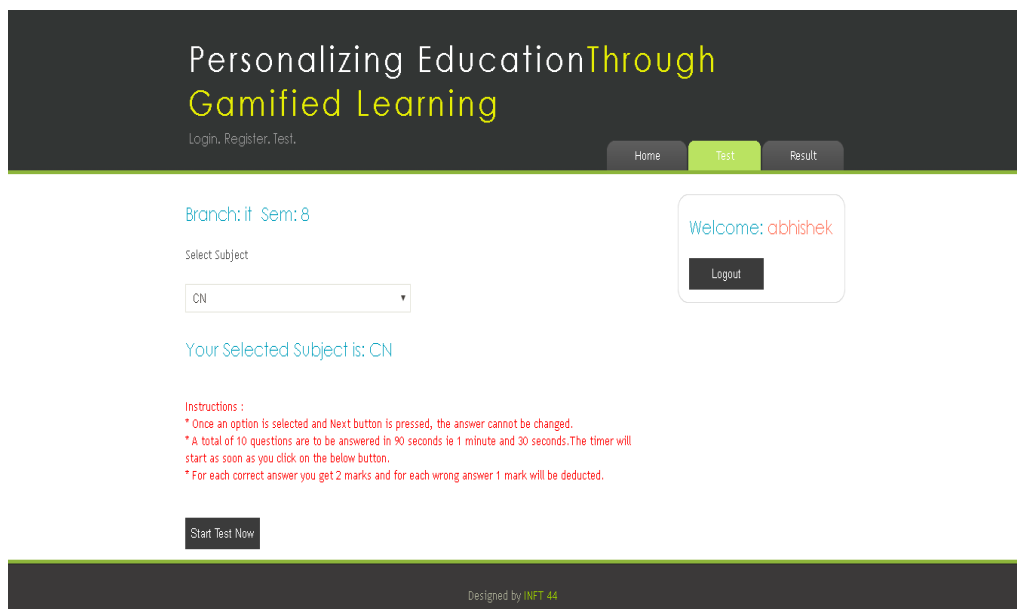 Personalizing EducationThrough
Gamified Learning
Login. Register. Test.
Home Test Result
Branch: it Sem: 8
Welcome: abhishek
Select Subject
Logout
CN
Your Selected Subject is: CN
Instructions :
* Once an option is selected and Next button is pressed, the answer cannot be changed.
* A total of 10 questions are to be answered in 90 seconds ie 1 minute and 30 seconds.The timer will
start as soon as you click on the below button.
* For each correct answer you get 2 marks and for each wrong answer 1 mark will be deducted.
Start Test Now
Designed by INFT 44